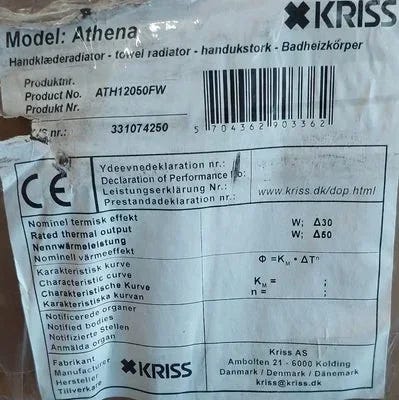 KRISS
Model: Athena
Handklæderadiator - towel radiator - handukstork - Badheizkörper
Produktnr.
Product No. ATH12050FW
Produkt Nr.
nr.: 331074250
5 704362 903362
CE
Ydeevnedeklaration nr.:
Declaration of Performance No:
Leistungserklärung Nr.:
Prestandadeklaration nr.:
www.kriss.dk/dop.html
Nominel termisk effekt
Rated thermal output
Nennwärmeleistung
Nominell värmeeffekt
W; Δ30
W; Δ50
Karakteristisk kurve
Characteristic curve
Charakteristische Kurve
Karakteristiska kurvan
Φ=KM • ΔTn
KM = ;
n = ;
Notificerede organer
Notified bodies
Notifizierte Stellen
Anmälda organ
Fabrikant
Manufacturer
Hersteller
Tillverkare
KRISS
Kriss AS
Ambolten 21 - 6000 Kolding
Danmark / Denmark / Dänemark
kriss@kriss.dk